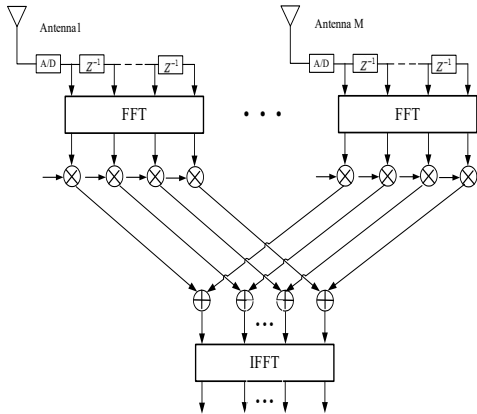 Antenna1
Antenna M
A/D
Z⁻¹
Z⁻¹
A/D
Z⁻¹
Z⁻¹
FFT
FFT
IFFT